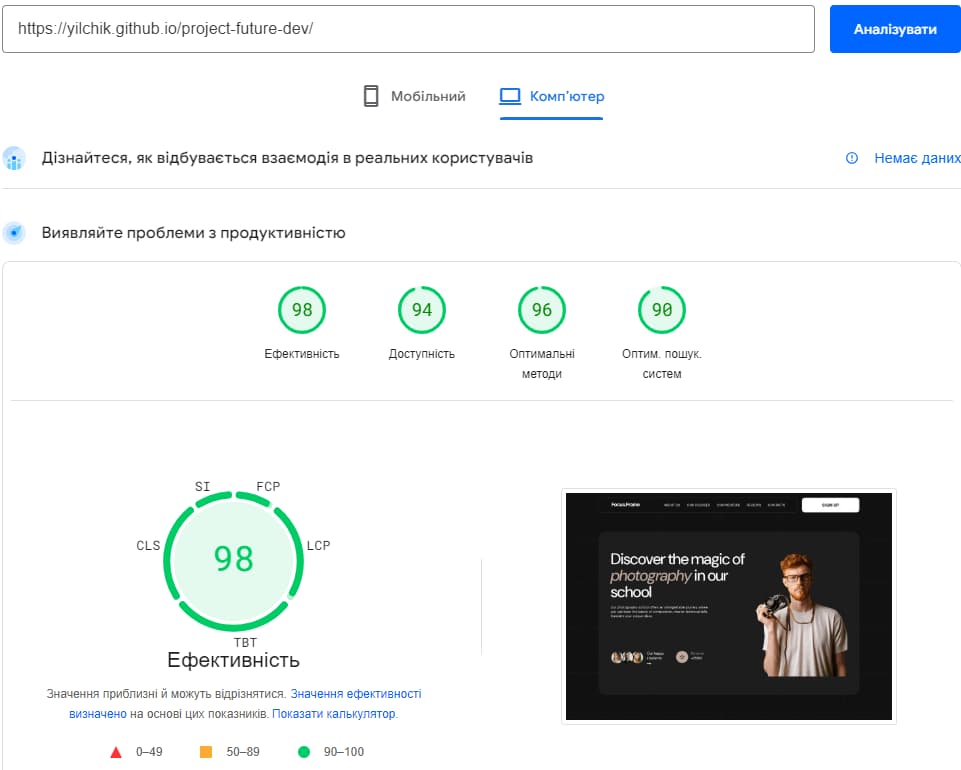 https://yilchik.github.io/project-future-dev/
Аналізувати
Мобільний
Комп'ютер
Дізнайтеся, як відбувається взаємодія в реальних користувачів
Немає даних
Виявляйте проблеми з продуктивністю
98
94
96
90
Ефективність
Доступність
Оптимальні
методи
Оптим. пошук.
систем
SI
FCP
CLS
LCP
98
TBT
Ефективність
Значення приблизні й можуть відрізнятися. Значення ефективності
визначено на основі цих показників. Показати калькулятор.
0–49
50–89
90–100
FocusFrame
SIGN UP
Discover the magic of
photography in our
school